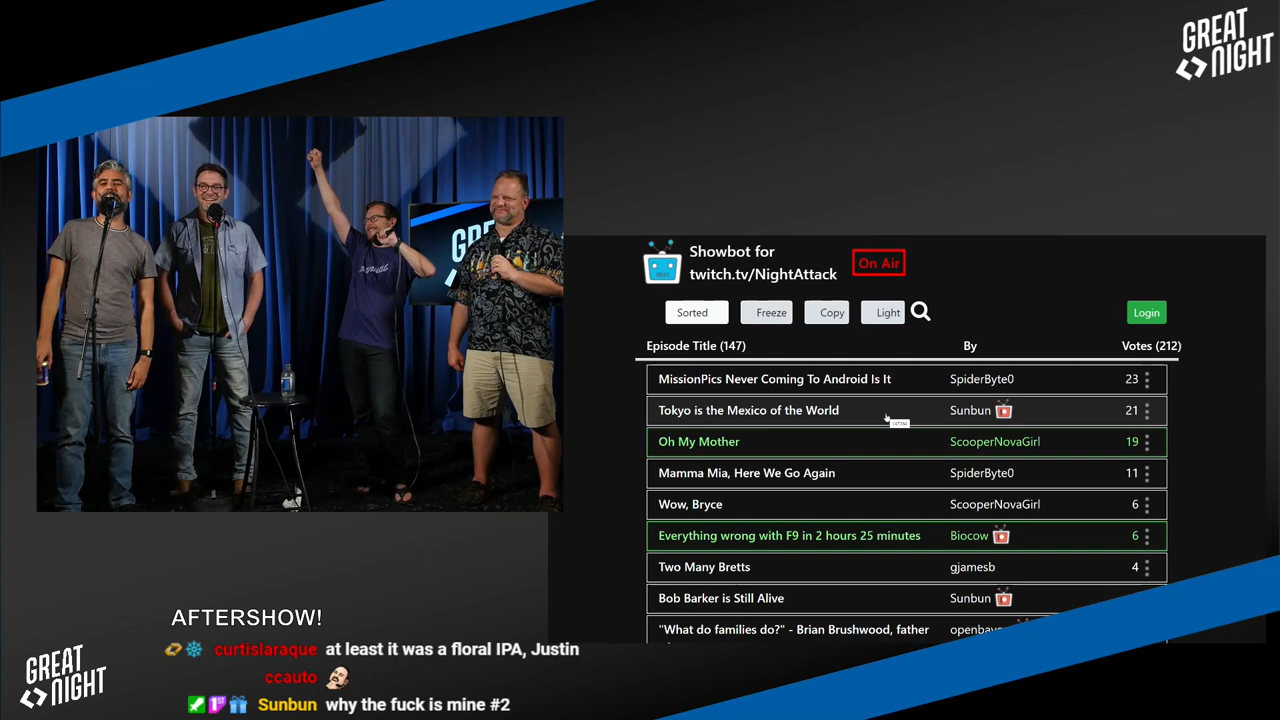 GREAT
NIGHT
Showbot for
twitch.tv/NightAttack
On Air
Sorted
Freeze
Copy
Light
Login
Episode Title (147)
By
Votes (212)
MissionPics Never Coming To Android Is It
SpiderByte0
23
Tokyo is the Mexico of the World
Sunbun
21
Oh My Mother
ScooperNovaGirl
19
Mamma Mia, Here We Go Again
SpiderByte0
11
Wow, Bryce
ScooperNovaGirl
6
Everything wrong with F9 in 2 hours 25 minutes
Biocow
6
Two Many Bretts
gjamesb
4
Bob Barker is Still Alive
Sunbun
"What do families do?" - Brian Brushwood, father
AFTERSHOW!
curtislaraque at least it was a floral IPA, Justin
ccauto
1ST Sunbun why the fuck is mine #2
GREAT
NIGHT